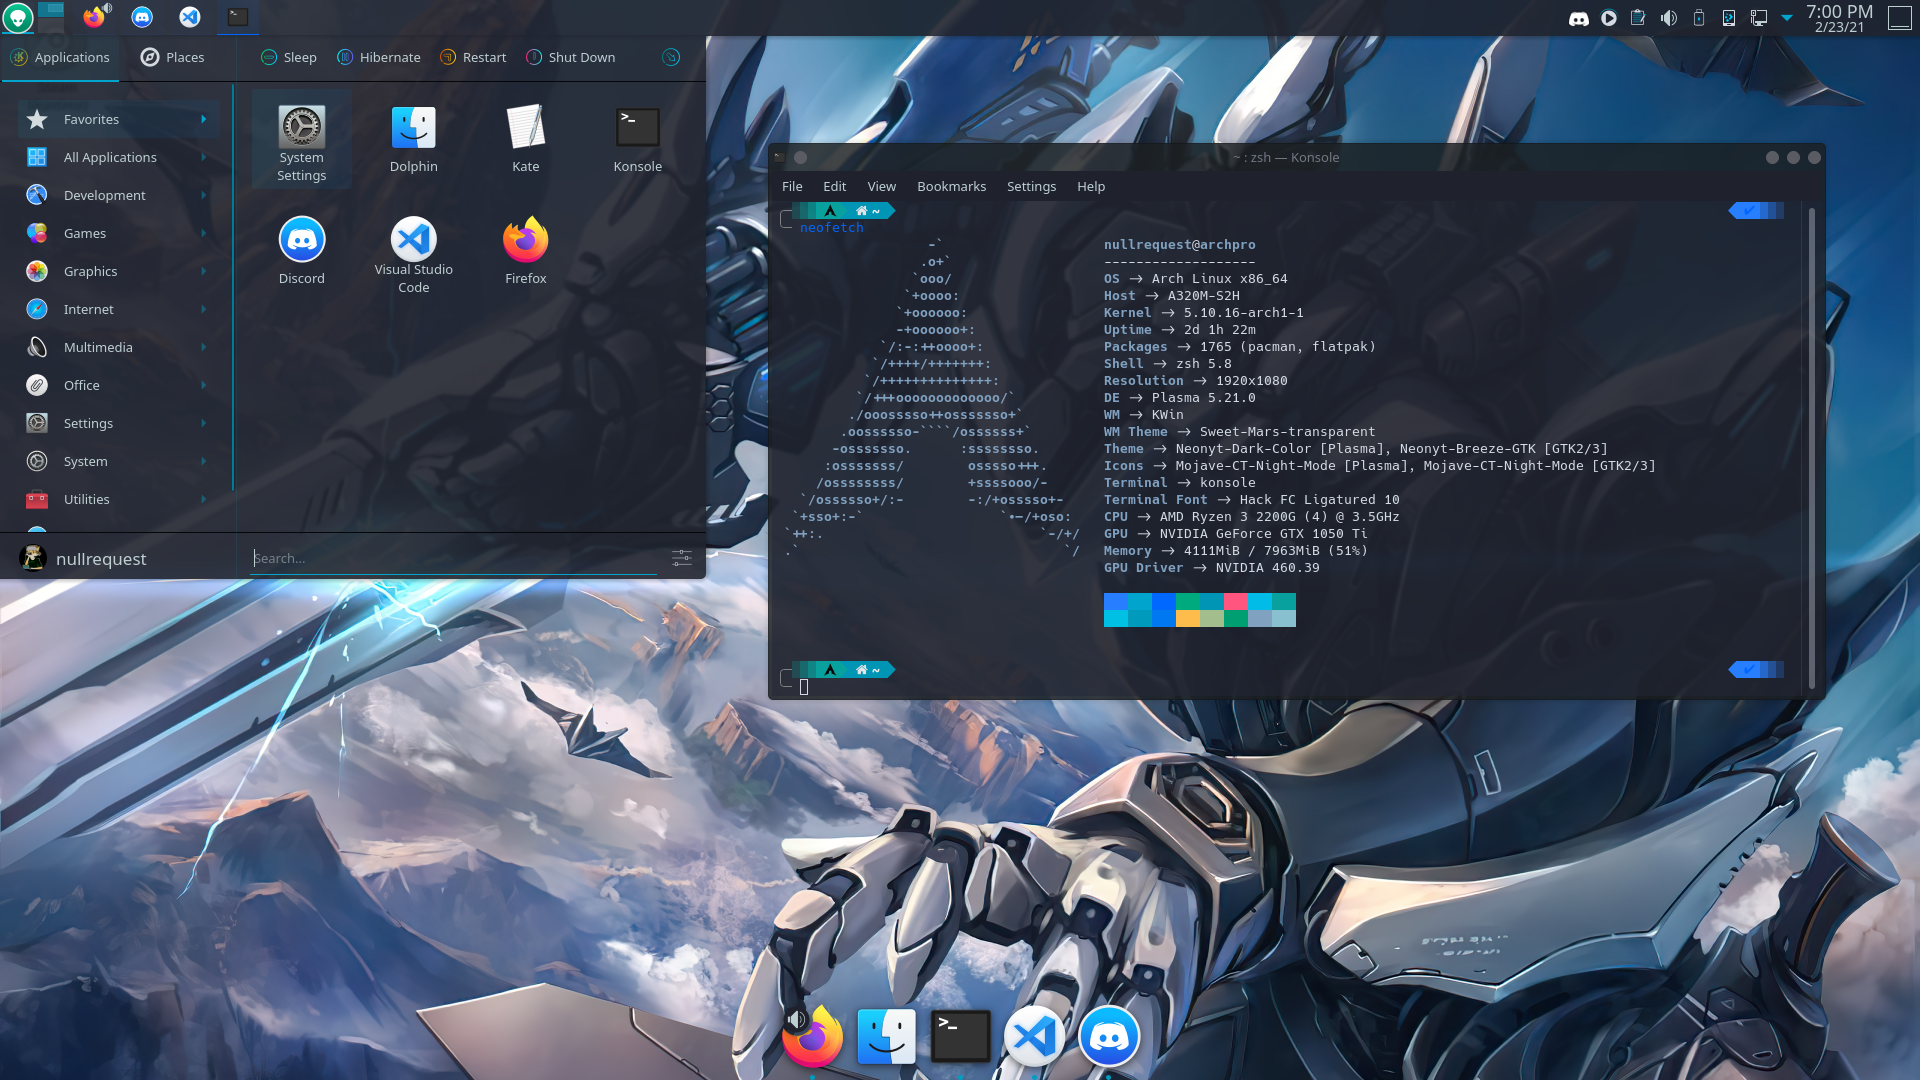 7:00 PM
2/23/21
Applications
Places
Sleep
Hibernate
Restart
Shut Down
Favorites
All Applications
Development
Games
Graphics
Internet
Multimedia
Office
Settings
System
Utilities
System
Settings
Dolphin
Kate
Konsole
Discord
Visual Studio
Code
Firefox
nullrequest
Search...
~ : zsh — Konsole
File Edit View Bookmarks Settings Help
~
neofetch
nullrequest@archpro
-------------------
OS -> Arch Linux x86_64
Host -> A320M-S2H
Kernel -> 5.10.16-arch1-1
Uptime -> 2d 1h 22m
Packages -> 1765 (pacman, flatpak)
Shell -> zsh 5.8
Resolution -> 1920x1080
DE -> Plasma 5.21.0
WM -> KWin
WM Theme -> Sweet-Mars-transparent
Theme -> Neonyt-Dark-Color [Plasma], Neonyt-Breeze-GTK [GTK2/3]
Icons -> Mojave-CT-Night-Mode [Plasma], Mojave-CT-Night-Mode [GTK2/3]
Terminal -> konsole
Terminal Font -> Hack FC Ligatured 10
CPU -> AMD Ryzen 3 2200G (4) @ 3.5GHz
GPU -> NVIDIA GeForce GTX 1050 Ti
Memory -> 4111MiB / 7963MiB (51%)
GPU Driver -> NVIDIA 460.39
~